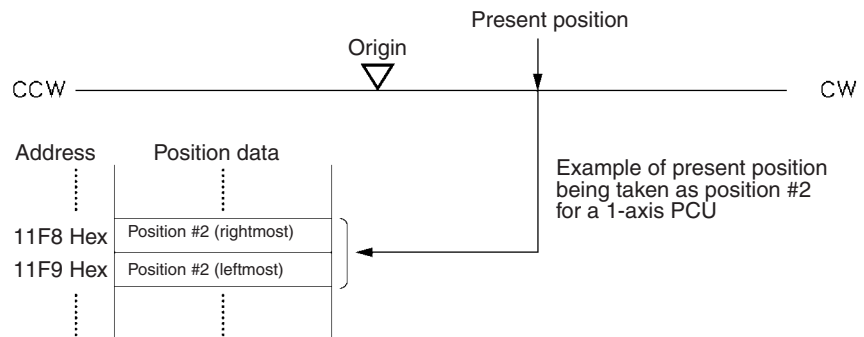 Present position
Origin
CCW
CW
Address
Position data
Example of present position
being taken as position #2
for a 1-axis PCU
11F8 Hex
Position #2 (rightmost)
11F9 Hex
Position #2 (leftmost)